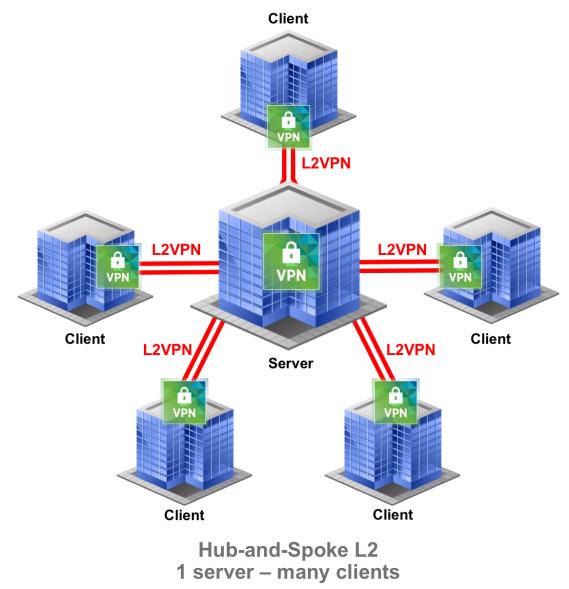 Client
VPN
L2VPN
L2VPN
VPN
VPN
L2VPN
VPN
Client
Client
Server
L2VPN
L2VPN
VPN
VPN
Client
Client
Hub-and-Spoke L2
1 server – many clients